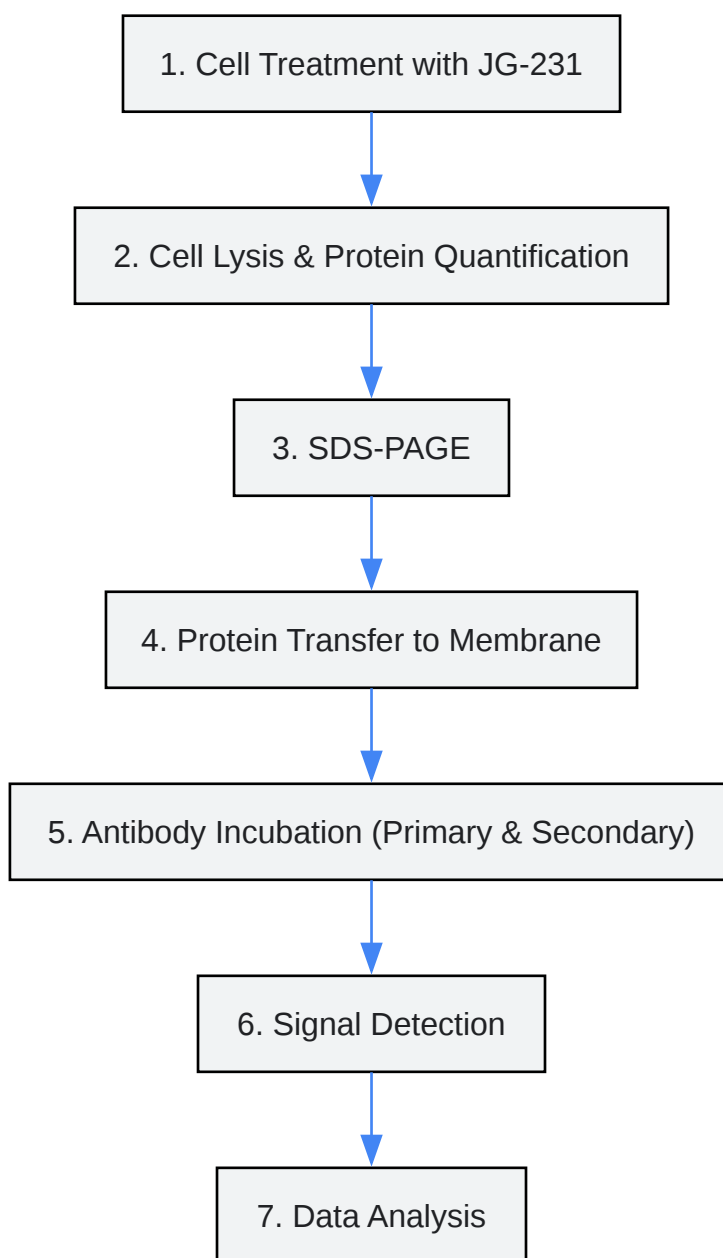 1. Cell Treatment with JG-231
2. Cell Lysis & Protein Quantification
3. SDS-PAGE
4. Protein Transfer to Membrane
5. Antibody Incubation (Primary & Secondary)
6. Signal Detection
7. Data Analysis